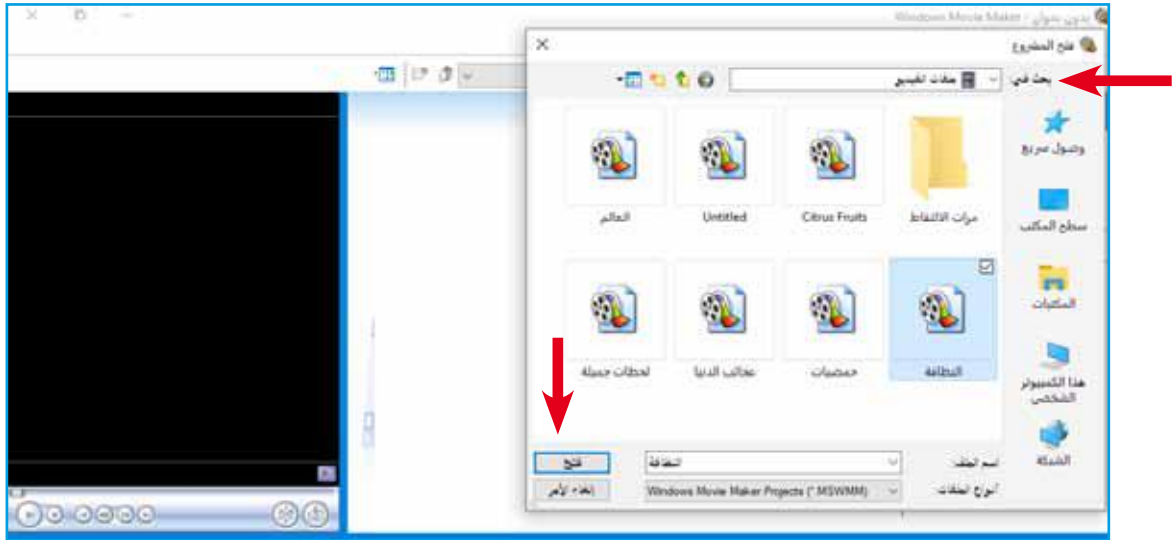 بدون عنوان - Windows Movie Maker
فتح المشروع
بحث في:
ملفات الفيديو
وصول سريع
سطح المكتب
المكتبات
هذا الكمبيوتر
الشخصي
الشبكة
مرات الالتقاط
Citrus Fruits
Untitled
العالم
النظافة
حمضيات
عجائب الدنيا
لحظات جميلة
اسم الملف:
النظافة
فتح
أنواع الملفات:
Windows Movie Maker Projects (*.MSWMM)
إلغاء الأمر